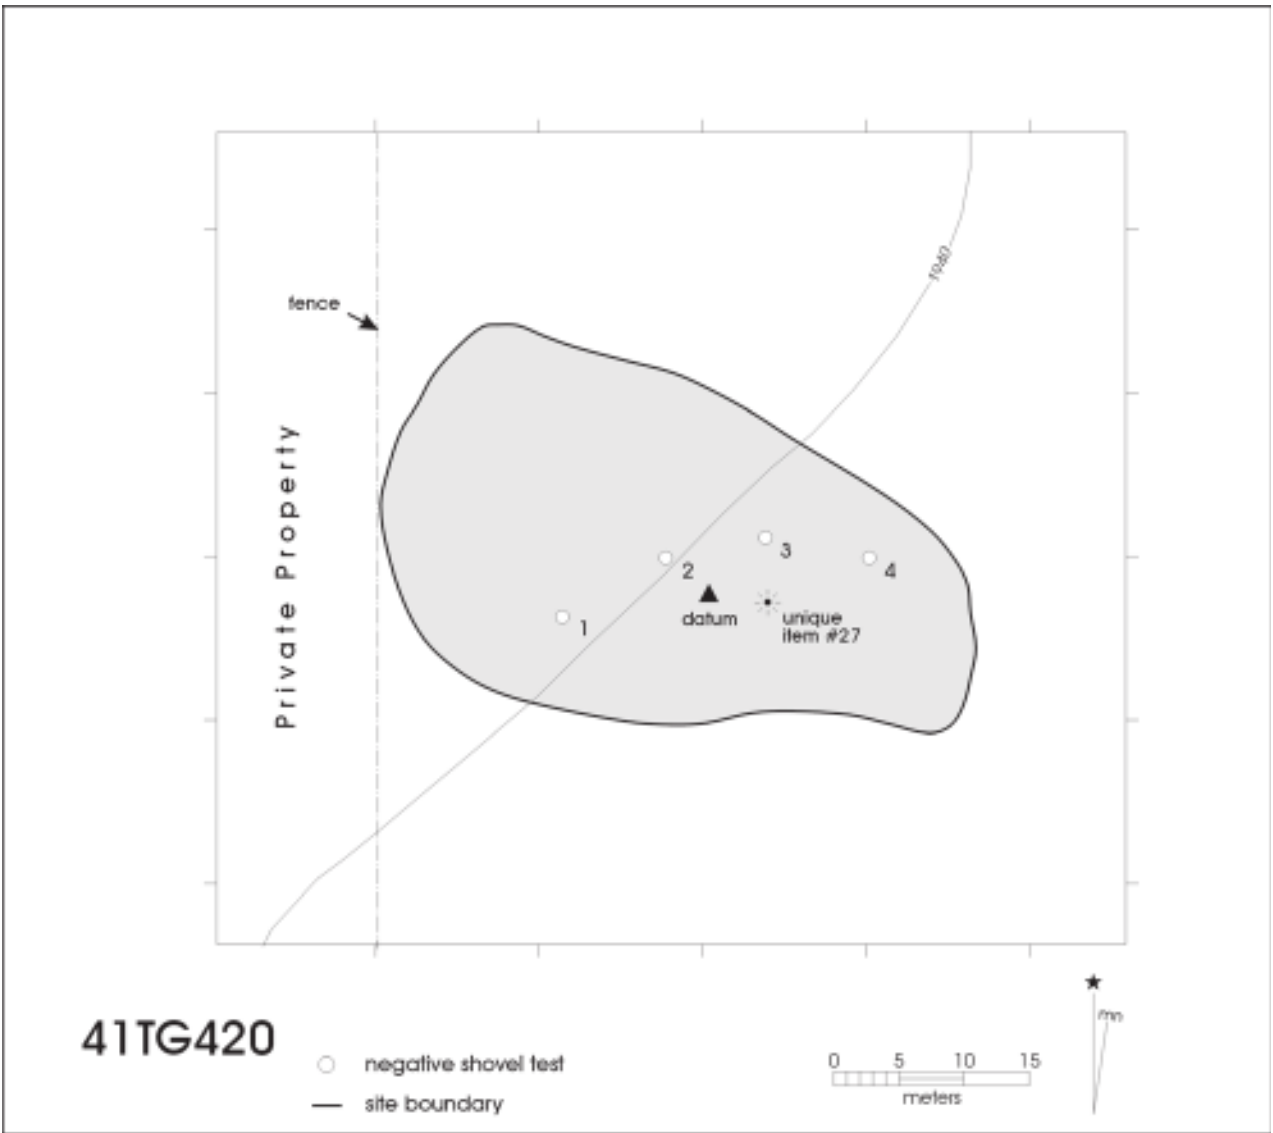 1940
fence
Private Property
3
2
4
datum
unique
item #27
1
mn
41TG420
negative shovel test
site boundary
0 5 10 15
meters